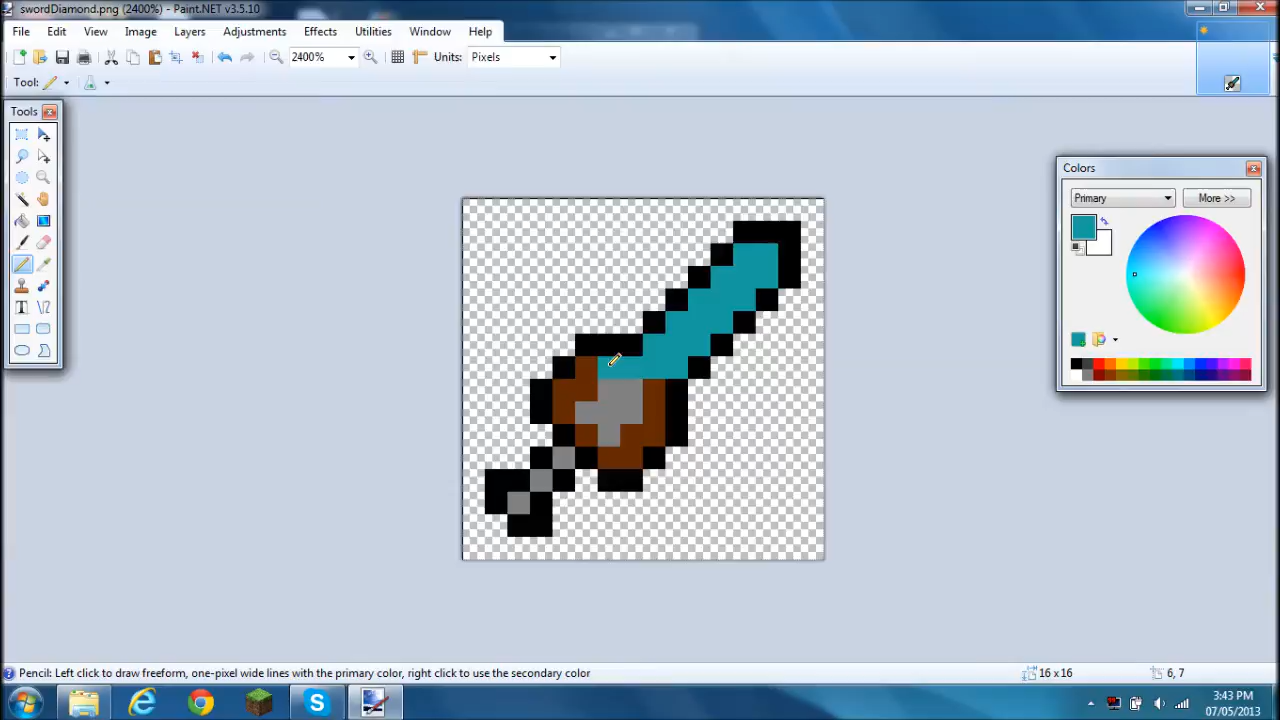 swordDiamond.png (2400%) - Paint.NET v3.5.10
File Edit View Image Layers Adjustments Effects Utilities Window Help
2400% Units: Pixels
Tool:
Tools
Colors
Primary More >>
Pencil: Left click to draw freeform, one-pixel wide lines with the primary color, right click to use the secondary color 16 x 16 6, 7
3:43 PM
07/05/2013